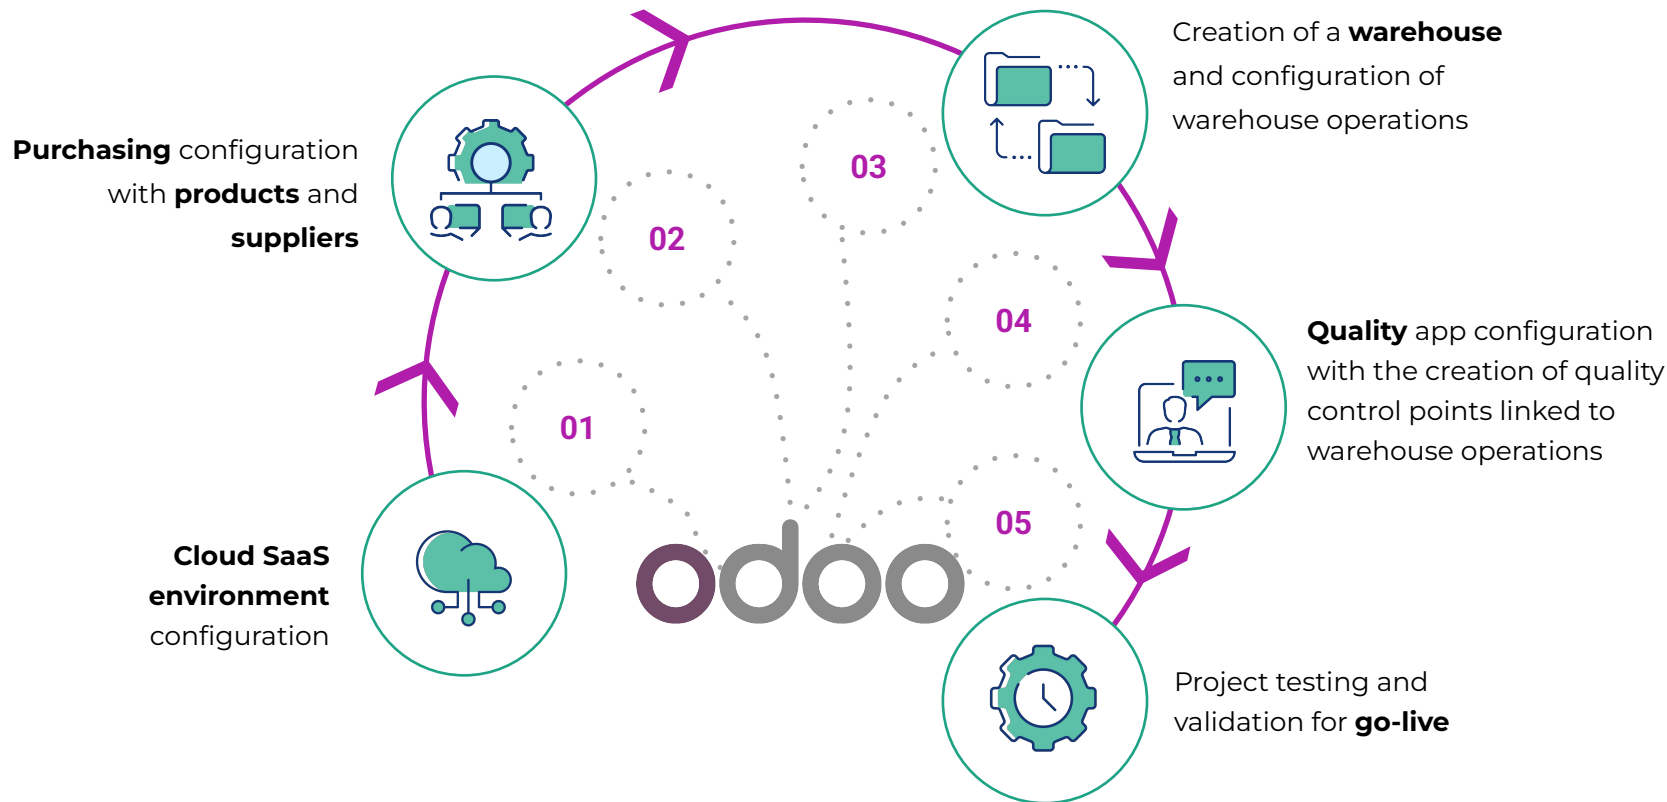 01
Cloud SaaS
environment
configuration
02
Purchasing configuration
with products and
suppliers
03
Creation of a warehouse
and configuration of
warehouse operations
04
Quality app configuration
with the creation of quality
control points linked to
warehouse operations
05
Project testing and
validation for go-live
odoo